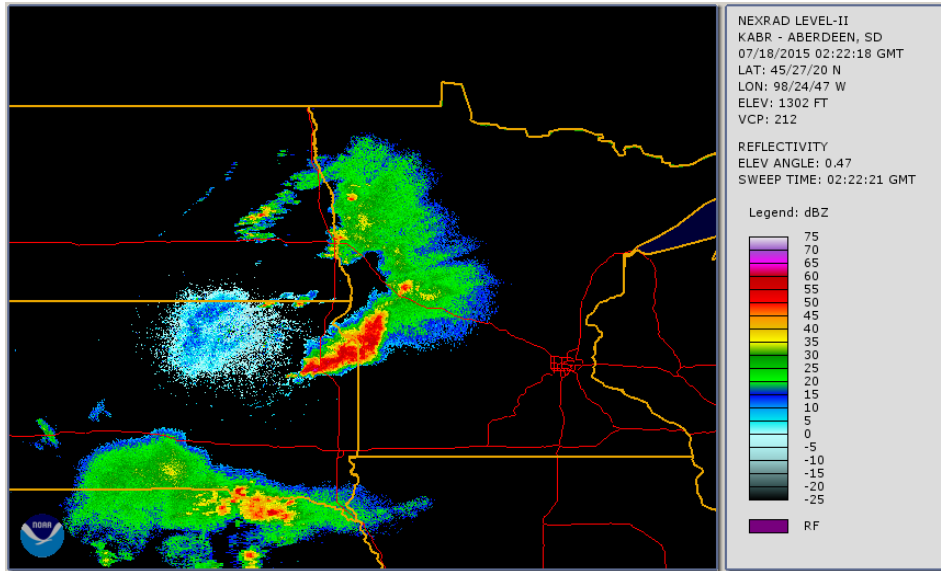 NEXRAD LEVEL-II
KABR - ABERDEEN, SD
07/18/2015 02:22:18 GMT
LAT: 45/27/20 N
LON: 98/24/47 W
ELEV: 1302 FT
VCP: 212
REFLECTIVITY
ELEV ANGLE: 0.47
SWEEP TIME: 02:22:21 GMT
Legend: dBZ
75
70
65
60
55
50
45
40
35
30
25
20
15
10
5
0
-5
-10
-15
-20
-25
RF
NOAA